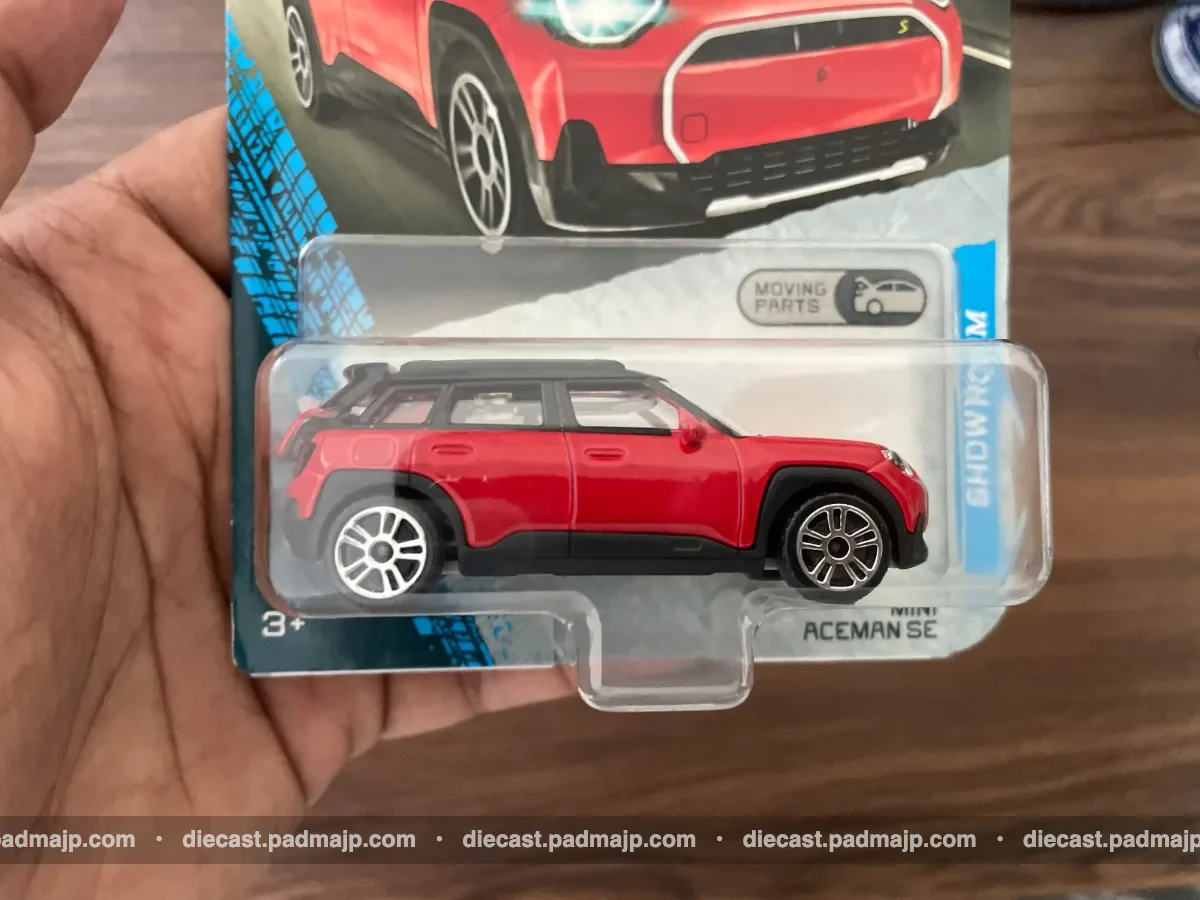 S
MOVING
PARTS
SHOWROOM
3+
MINI
ACEMAN SE
padmajp.com • diecast.padmajp.com • diecast.padmajp.com • diecast.padmajp.com • diecast.padmajp